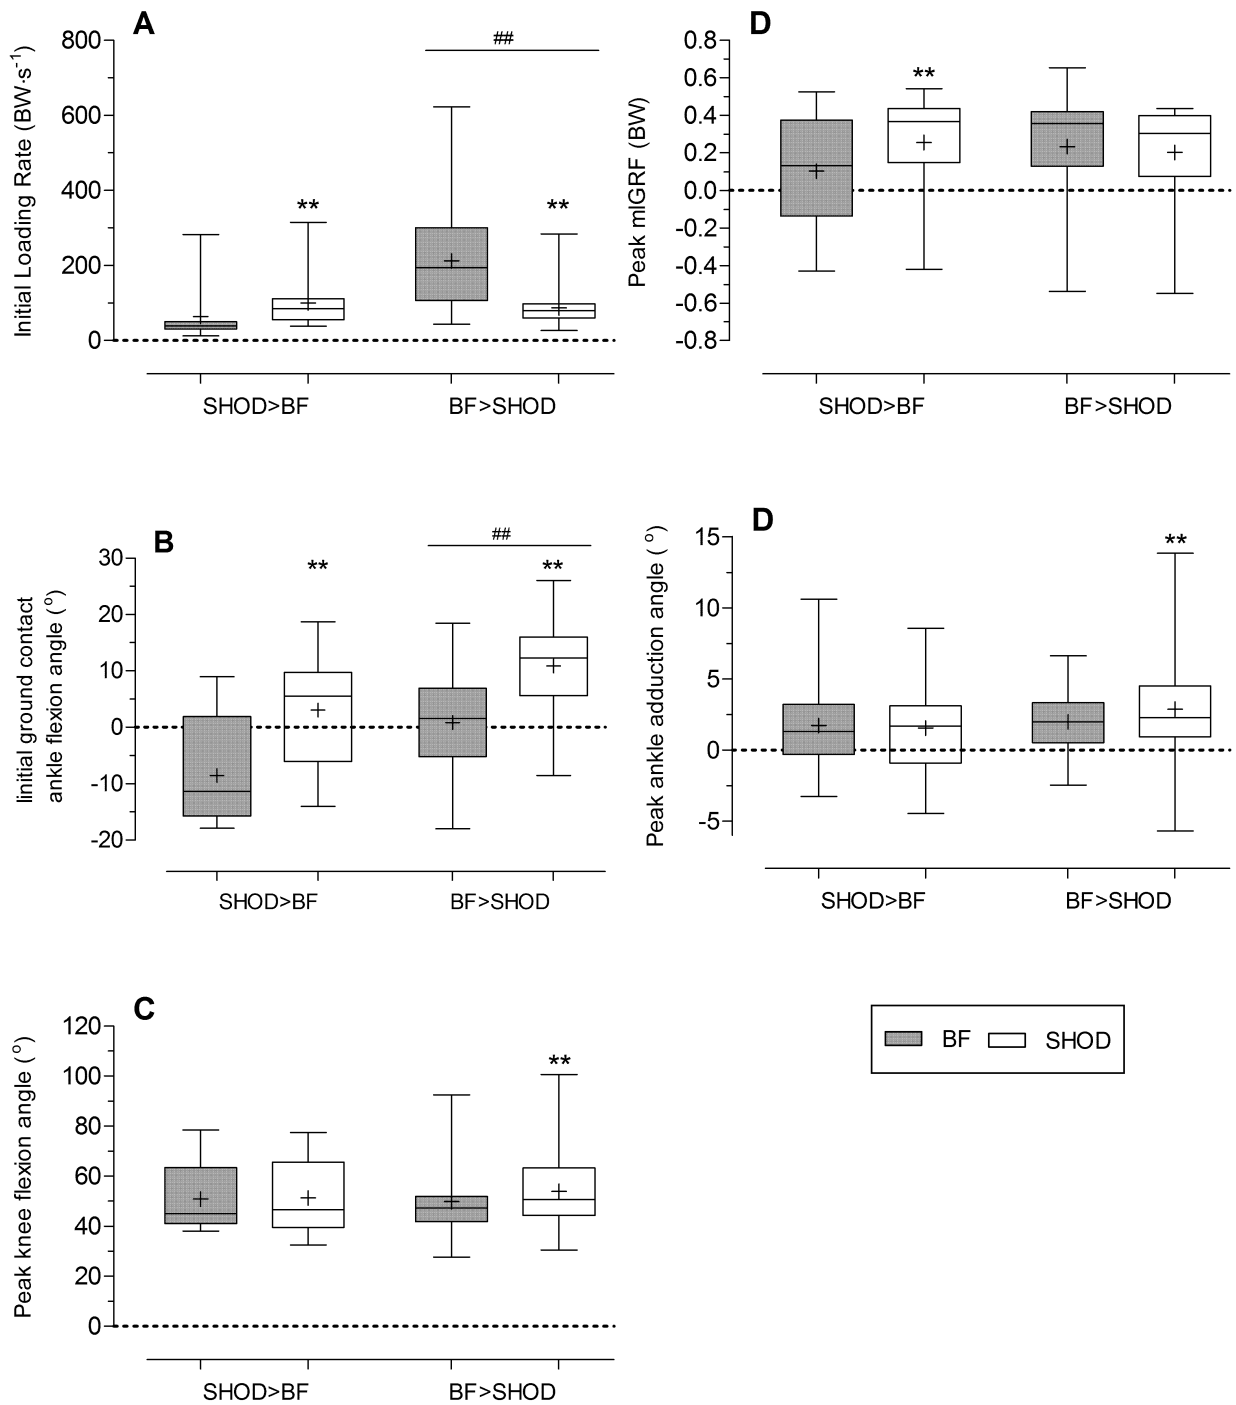 A
Initial Loading Rate (BW·s⁻¹)
800
600
400
200
0
**
##
**
SHOD>BF
BF>SHOD
D
Peak mlGRF (BW)
0.8
0.6
0.4
0.2
0.0
-0.2
-0.4
-0.6
-0.8
**
SHOD>BF
BF>SHOD
B
Iinitial ground contact
ankle flexion angle (°)
30
20
10
0
-10
-20
**
##
**
SHOD>BF
BF>SHOD
D
Peak ankle adduction angle (°)
15
10
5
0
-5
**
SHOD>BF
BF>SHOD
C
Peak knee flexion angle (°)
120
100
80
60
40
20
0
**
SHOD>BF
BF>SHOD
BF SHOD